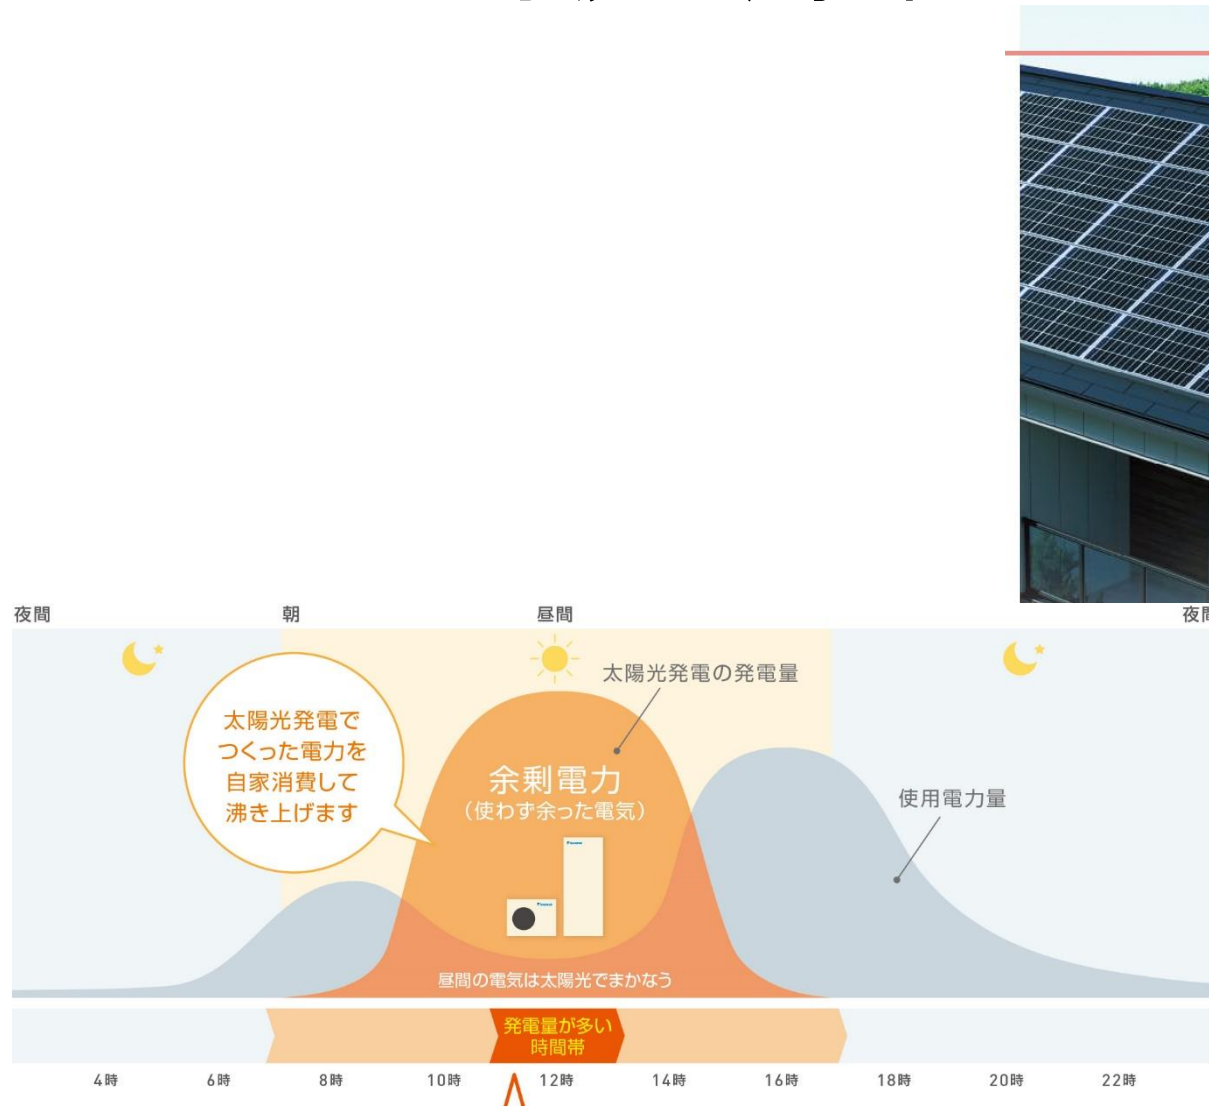 夜間
朝
昼間
太陽光発電の発電量
太陽光発電で
つくった電力を
自家消費して
沸き上げます
余剰電力
(使わず余った電気)
使用電力量
昼間の電気は太陽光でまかなう
発電量が多い
時間帯
4時
6時
8時
10時
12時
14時
16時
18時
20時
22時